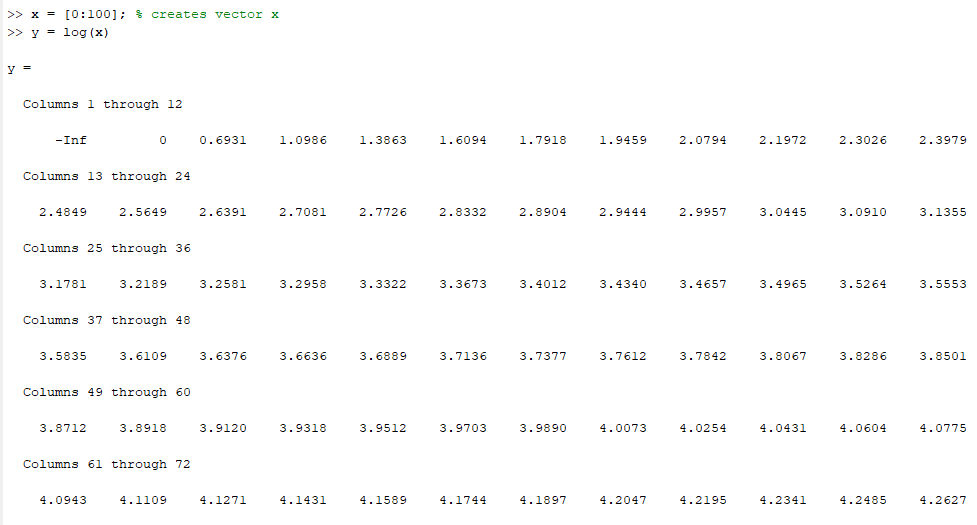 >> x = [0:100]; % creates vector x
>> y = log(x)
y =
Columns 1 through 12
-Inf 0 0.6931 1.0986 1.3863 1.6094 1.7918 1.9459 2.0794 2.1972 2.3026 2.3979
Columns 13 through 24
2.4849 2.5649 2.6391 2.7081 2.7726 2.8332 2.8904 2.9444 2.9957 3.0445 3.0910 3.1355
Columns 25 through 36
3.1781 3.2189 3.2581 3.2958 3.3322 3.3673 3.4012 3.4340 3.4657 3.4965 3.5264 3.5553
Columns 37 through 48
3.5835 3.6109 3.6376 3.6636 3.6889 3.7136 3.7377 3.7612 3.7842 3.8067 3.8286 3.8501
Columns 49 through 60
3.8712 3.8918 3.9120 3.9318 3.9512 3.9703 3.9890 4.0073 4.0254 4.0431 4.0604 4.0775
Columns 61 through 72
4.0943 4.1109 4.1271 4.1431 4.1589 4.1744 4.1897 4.2047 4.2195 4.2341 4.2485 4.2627